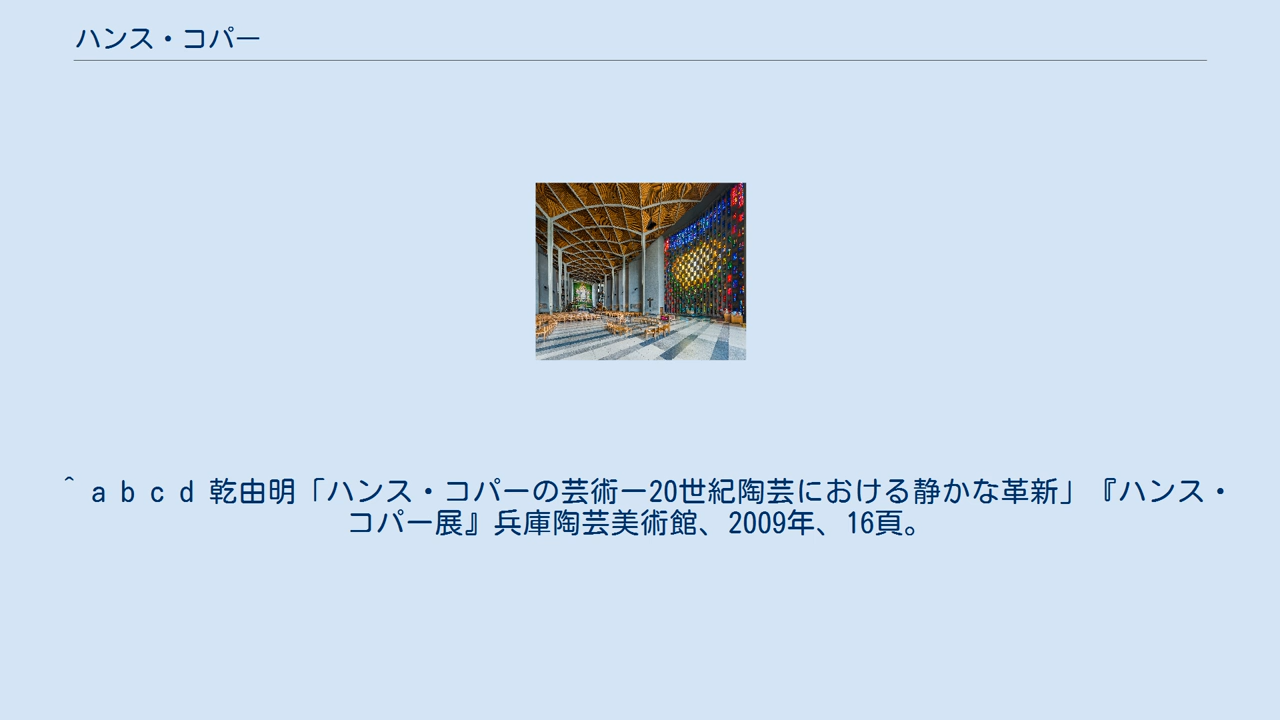 ハンス・コパー
^ a b c d 乾由明「ハンス・コパーの芸術ー20世紀陶芸における静かな革新」『ハンス・
コパー展』兵庫陶芸美術館、2009年、16頁。